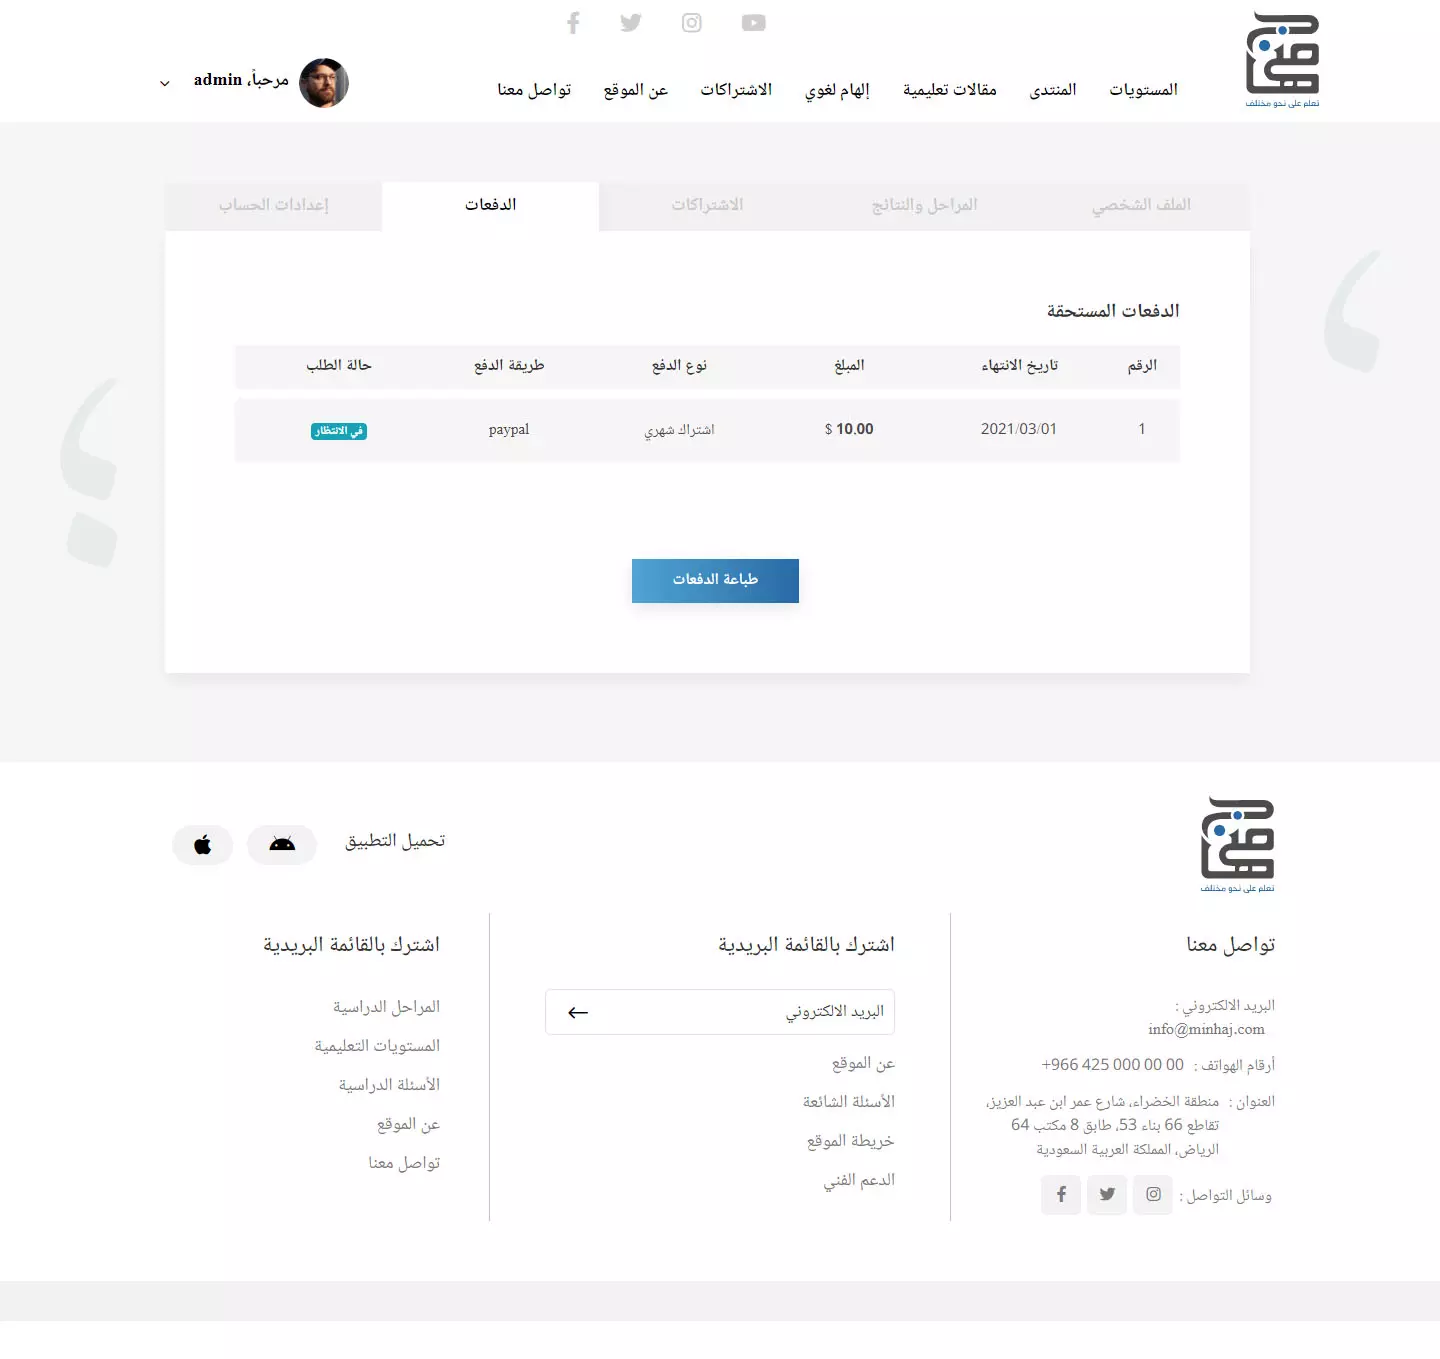 منهاج
تعلم على نحو مختلف
المستويات
المنتدى
مقالات تعليمية
إلهام لغوي
الاشتراكات
عن الموقع
تواصل معنا
مرحباً، admin
الملف الشخصي
المراحل والنتائج
الاشتراكات
الدفعات
إعدادات الحساب
الدفعات المستحقة
الرقم تاريخ الانتهاء المبلغ نوع الدفع طريقة الدفع حالة الطلب
1 2021/03/01 10.00 $ اشتراك شهري paypal في الانتظار
طباعة الدفعات
منهاج
تعلم على نحو مختلف
تحميل التطبيق
تواصل معنا
البريد الالكتروني :
info@minhaj.com
أرقام الهواتف : +966 425 000 00 00
العنوان : منطقة الخضراء، شارع عمر ابن عبد العزيز،
تقاطع 66 بناء 53، طابق 8 مكتب 64
الرياض، المملكة العربية السعودية
وسائل التواصل :
اشترك بالقائمة البريدية
البريد الالكتروني
عن الموقع
الأسئلة الشائعة
خريطة الموقع
الدعم الفني
اشترك بالقائمة البريدية
المراحل الدراسية
المستويات التعليمية
الأسئلة الدراسية
عن الموقع
تواصل معنا